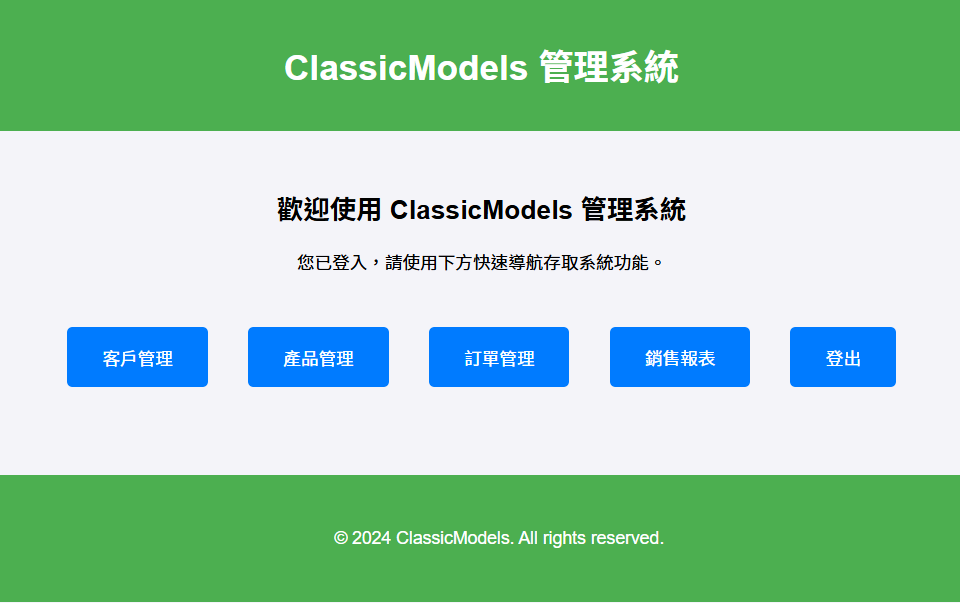 ClassicModels 管理系統
歡迎使用 ClassicModels 管理系統
您已登入，請使用下方快速導航存取系統功能。
客戶管理
產品管理
訂單管理
銷售報表
登出
© 2024 ClassicModels. All rights reserved.